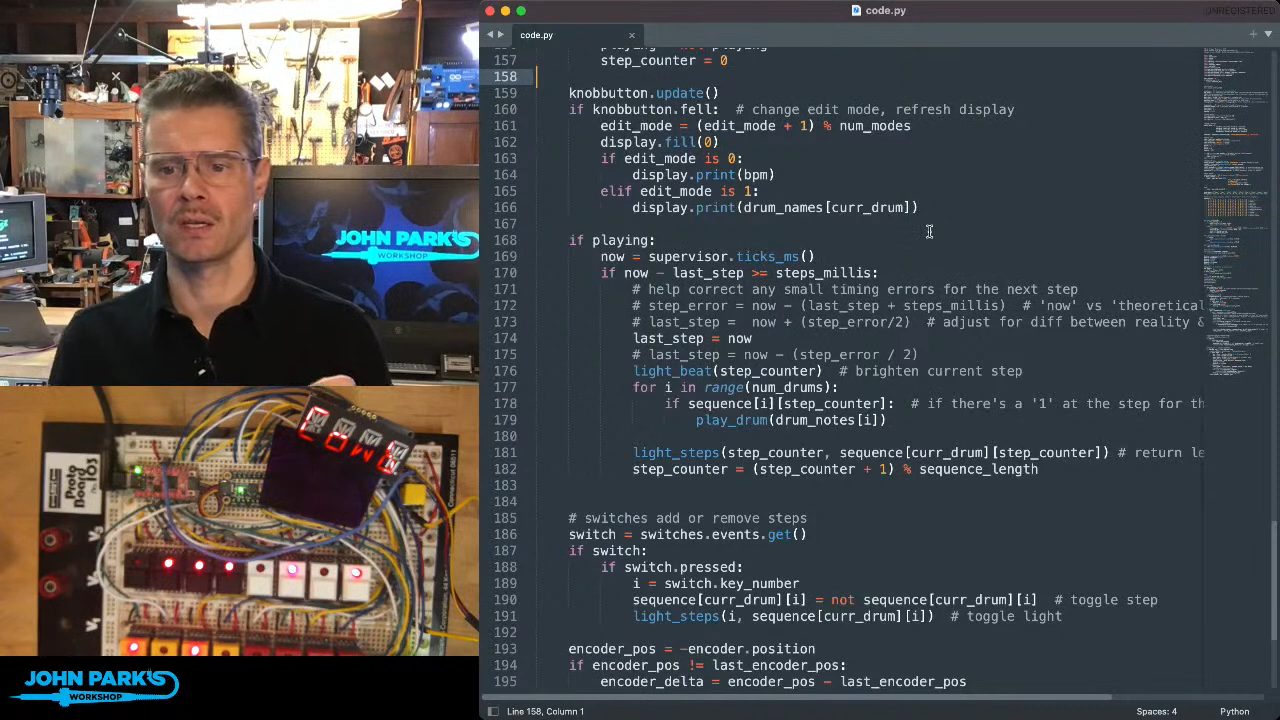 code.py
UNREGISTERED
code.py
157 step_counter = 0
158
159 knobbutton.update()
160 if knobbutton.fell:  # change edit mode, refresh display
161 edit_mode = (edit_mode + 1) % num_modes
162 display.fill(0)
163 if edit_mode is 0:
164 display.print(bpm)
165 elif edit_mode is 1:
166 display.print(drum_names[curr_drum])
167
168 if playing:
169 now = supervisor.ticks_ms()
170 if now - last_step >= steps_millis:
171 # help correct any small timing errors for the next step
172 # step_error = now - (last_step + steps_millis)  # 'now' vs 'theoretical
173 # last_step =  now + (step_error/2)  # adjust for diff between reality &
174 last_step = now
175 # last_step = now - (step_error / 2)
176 light_beat(step_counter)  # brighten current step
177 for i in range(num_drums):
178 if sequence[i][step_counter]:  # if there's a '1' at the step for th
179 play_drum(drum_notes[i])
180
181 light_steps(step_counter, sequence[curr_drum][step_counter]) # return le
182 step_counter = (step_counter + 1) % sequence_length
183
184
185 # switches add or remove steps
186 switch = switches.events.get()
187 if switch:
188 if switch.pressed:
189 i = switch.key_number
190 sequence[curr_drum][i] = not sequence[curr_drum][i]  # toggle step
191 light_steps(i, sequence[curr_drum][i])  # toggle light
192
193 encoder_pos = -encoder.position
194 if encoder_pos != last_encoder_pos:
195 encoder_delta = encoder_pos - last_encoder_pos
Line 158, Column 1
Spaces: 4
Python
JOHN PARK'S
WORKSHOP
Proto
Board
JOHN PARK'S
WORKSHOP